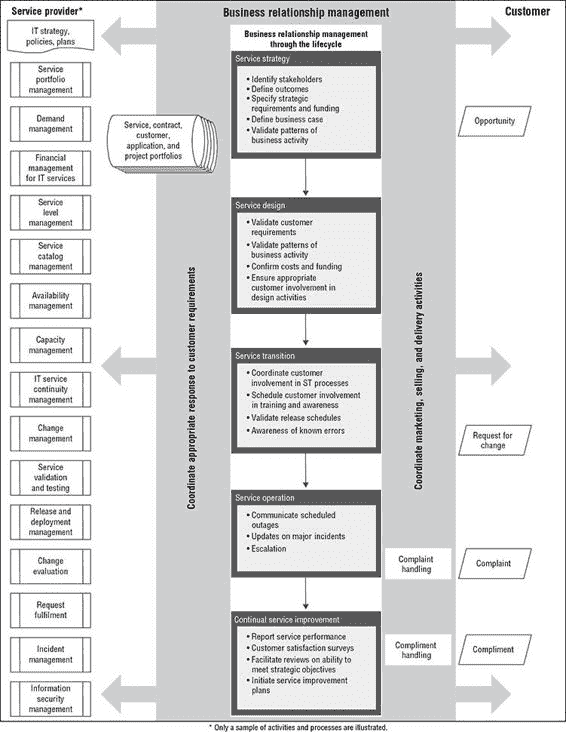 Service provider*
Business relationship management
Customer
IT strategy,
policies, plans
Service
portfolio
management
Demand
management
Financial
management
for IT services
Service
level
management
Service
catalog
management
Availability
management
Capacity
management
IT service
continuity
management
Change
management
Service
validation
and testing
Release and
deployment
management
Change
evaluation
Request
fulfilment
Incident
management
Information
security
management
Service, contract,
customer,
application, and
project portfolios
Coordinate appropriate response to customer requirements
Business relationship management
through the lifecycle
Service strategy
• Identify stakeholders
• Define outcomes
• Specify strategic
requirements and funding
• Define business case
• Validate patterns of
business activity
Service design
• Validate customer
requirements
• Validate patterns of
business activity
• Confirm costs and funding
• Ensure appropriate
customer involvement in
design activities
Service transition
• Coordinate customer
involvement in ST processes
• Schedule customer involvement
in training and awareness
• Validate release schedules
• Awareness of known errors
Service operation
• Communicate scheduled
outages
• Updates on major incidents
• Escalation
Continual service improvement
• Report service performance
• Customer satisfaction surveys
• Facilitate reviews on ability to
meet strategic objectives
• Initiate service improvement
plans
Coordinate marketing, selling, and delivery activities
Complaint
handling
Compliment
handling
Opportunity
Request for
change
Complaint
Compliment
* Only a sample of activities and processes are illustrated.